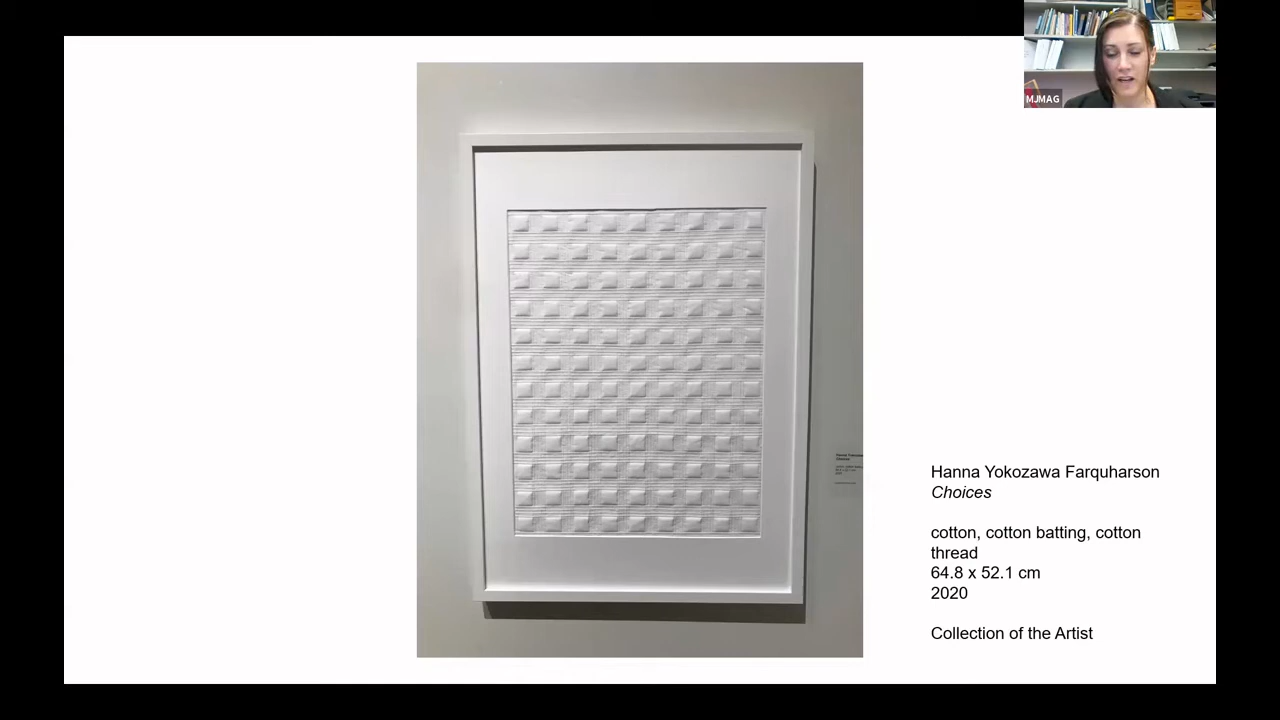 MJMAG
Hanna Yokozawa Farquharson
Choices
cotton, cotton batting, cotton
thread
64.8 x 52.1 cm
2020
Collection of the Artist